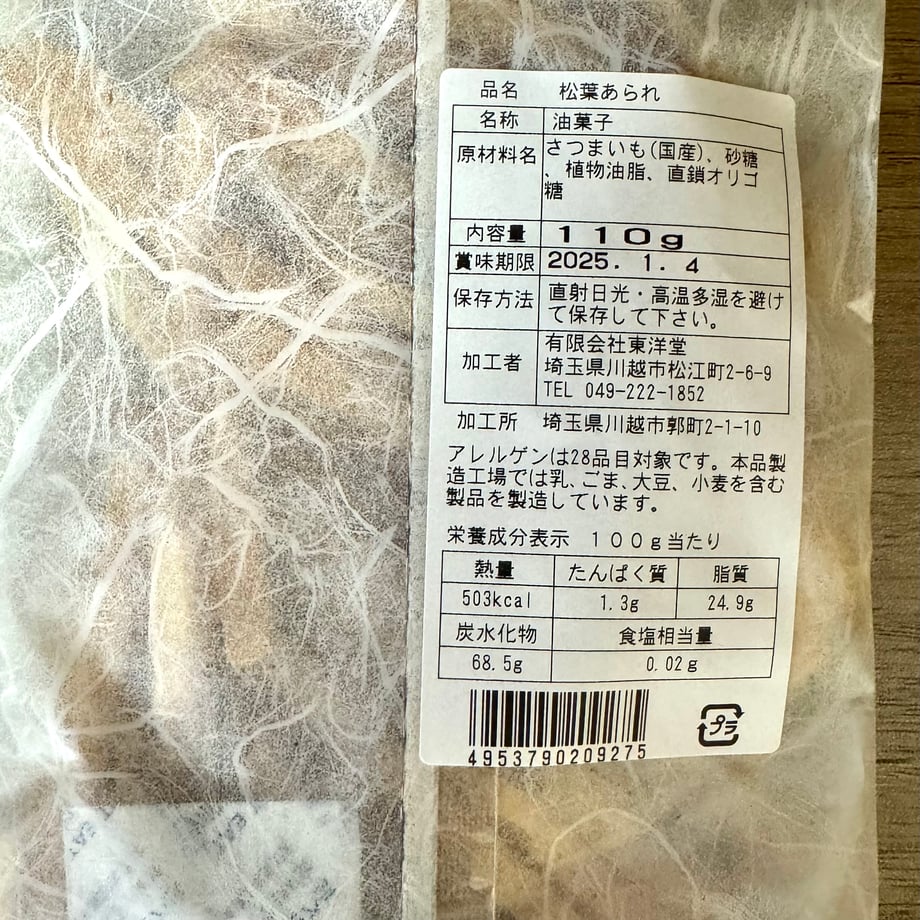 品名 松葉あられ
名称 油菓子
原材料名 さつまいも(国産)、砂糖
、植物油脂、直鎖オリゴ
糖
内容量 110g
賞味期限 2025. 1. 4
保存方法 直射日光・高温多湿を避け
て保存して下さい。
有限会社東洋堂
加工者 埼玉県川越市松江町2-6-9
TEL 049-222-1852
加工所 埼玉県川越市郭町2-1-10
アレルゲンは28品目対象です。本品製
造工場では乳、ごま、大豆、小麦を含む
製品を製造しています。
栄養成分表示 100g当たり
熱量 たんぱく質 脂質
503kcal 1.3g 24.9g
炭水化物 食塩相当量
68.5g 0.02g
4953790209275
プラ